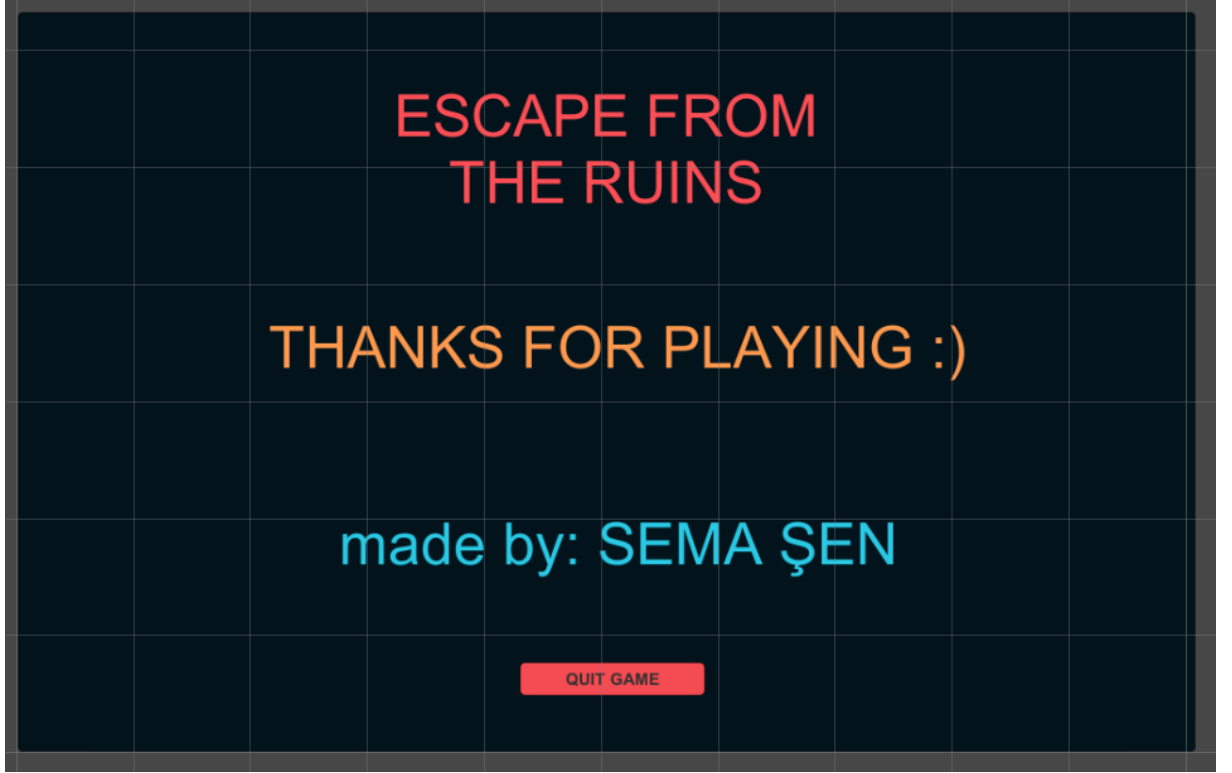 ESCAPE FROM
THE RUINS
THANKS FOR PLAYING :)
made by: SEMA ŞEN
QUIT GAME